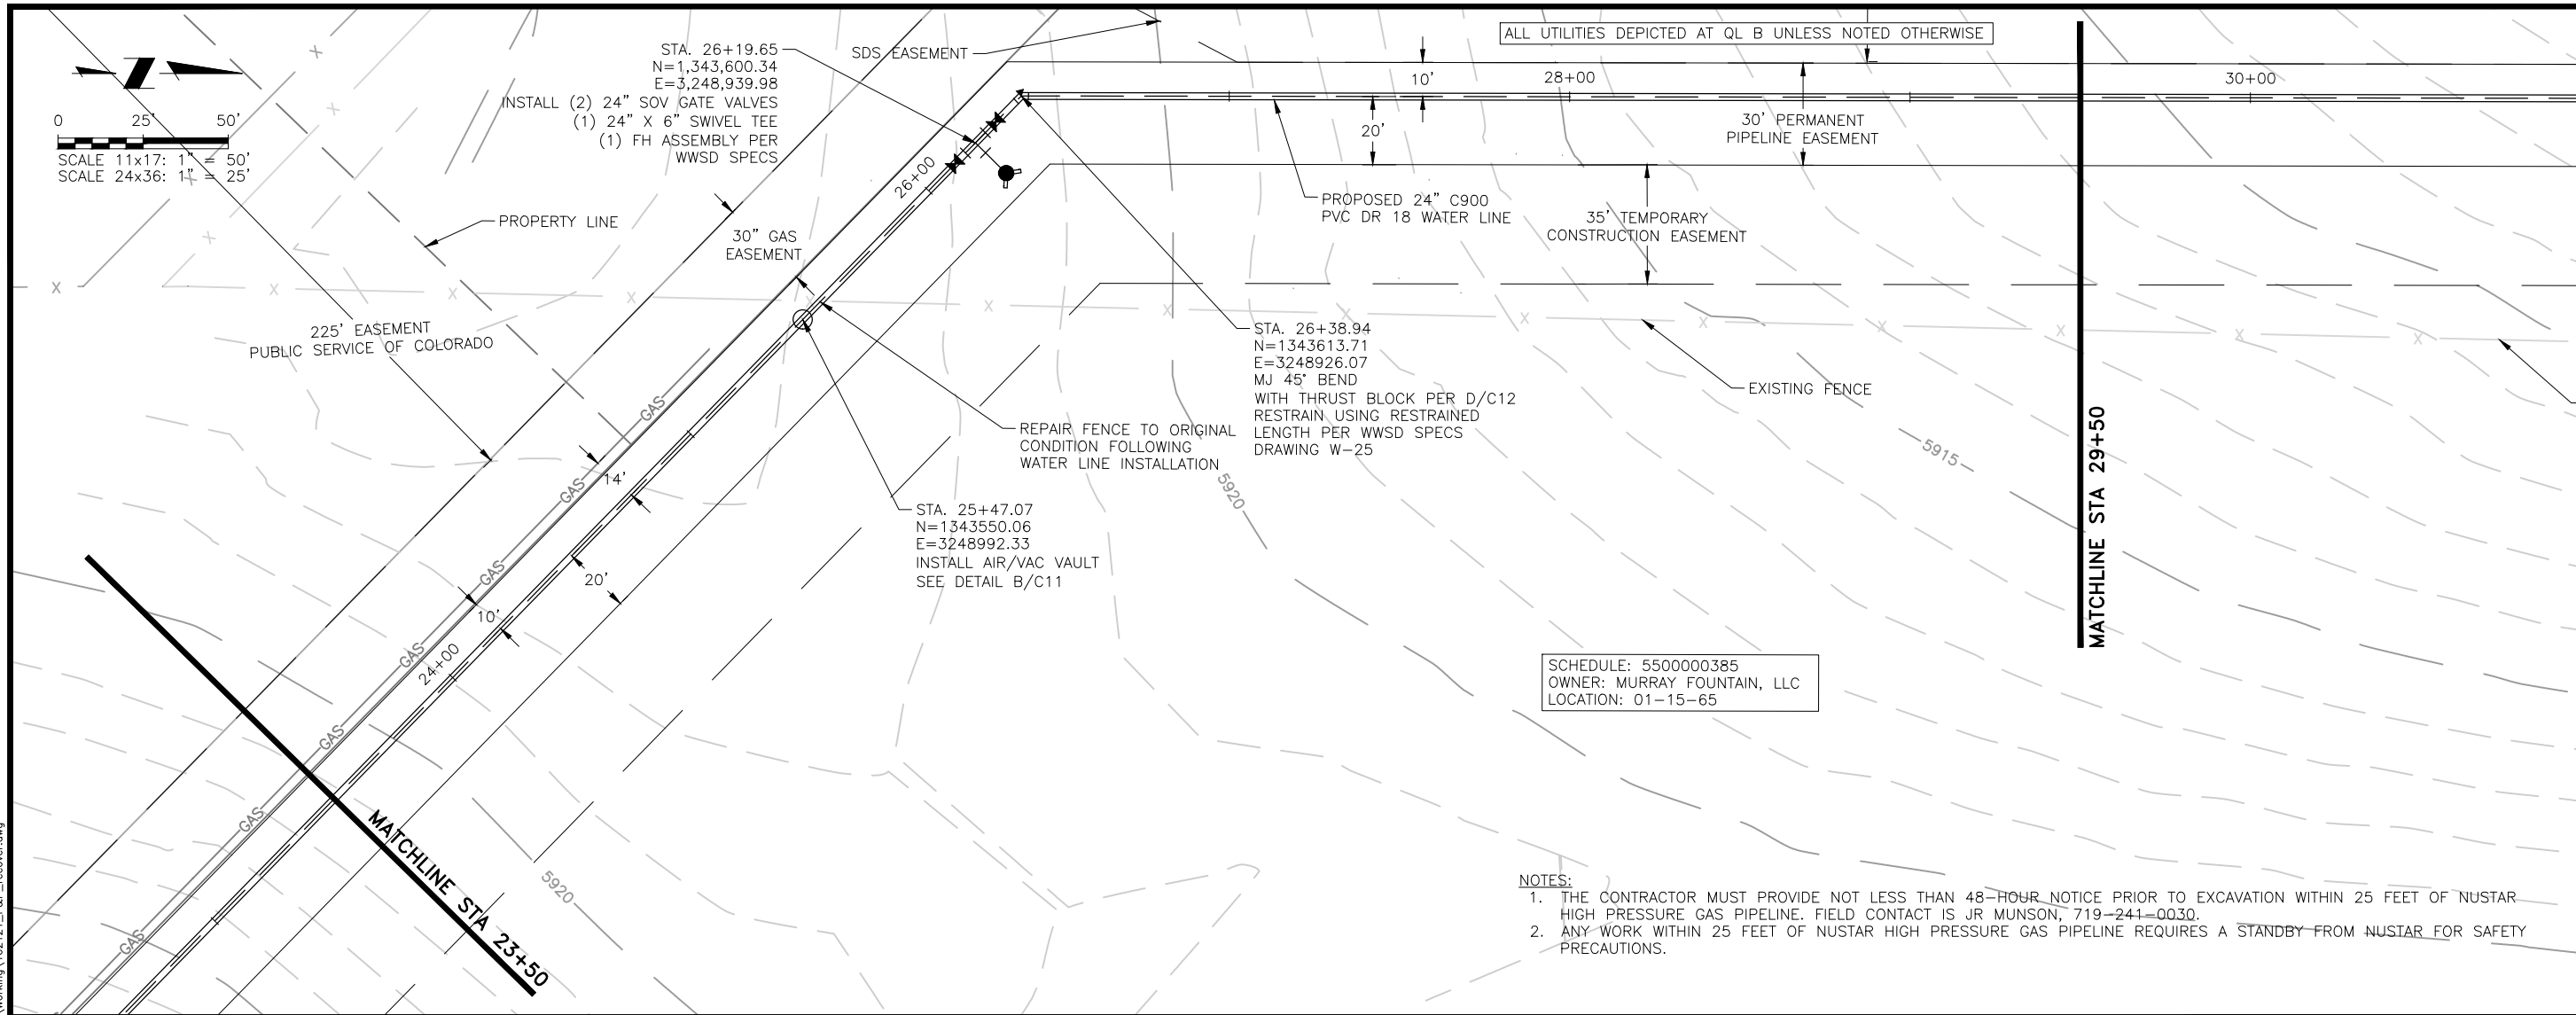 STA. 26+19.65
N=1,343,600.34
E=3,248,939.98
INSTALL (2) 24" SOV GATE VALVES
(1) 24" X 6" SWIVEL TEE
(1) FH ASSEMBLY PER
WWSD SPECS
SDS EASEMENT
ALL UTILITIES DEPICTED AT QL B UNLESS NOTED OTHERWISE
10'
28+00
30+00
0 25' 50'
SCALE 11x17: 1" = 50'
SCALE 24x36: 1" = 25'
X
X
X
X
26+00
20'
30' PERMANENT
PIPELINE EASEMENT
PROPERTY LINE
PROPOSED 24" C900
PVC DR 18 WATER LINE
35' TEMPORARY
CONSTRUCTION EASEMENT
30" GAS
EASEMENT
X X X X X X X X X X X X X X
225' EASEMENT
PUBLIC SERVICE OF COLORADO
STA. 26+38.94
N=1343613.71
E=3248926.07
MJ 45° BEND
WITH THRUST BLOCK PER D/C12
RESTRAIN USING RESTRAINED
LENGTH PER WWSD SPECS
DRAWING W-25
EXISTING FENCE
REPAIR FENCE TO ORIGINAL
CONDITION FOLLOWING
WATER LINE INSTALLATION
GAS
GAS
GAS
GAS
GAS
GAS
GAS
14'
5920
5915
MATCHLINE STA 29+50
STA. 25+47.07
N=1343550.06
E=3248992.33
INSTALL AIR/VAC VAULT
SEE DETAIL B/C11
20'
10'
24+00
SCHEDULE: 5500000385
OWNER: MURRAY FOUNTAIN, LLC
LOCATION: 01-15-65
MATCHLINE STA 23+50
5920
NOTES:
1. THE CONTRACTOR MUST PROVIDE NOT LESS THAN 48-HOUR NOTICE PRIOR TO EXCAVATION WITHIN 25 FEET OF NUSTAR
HIGH PRESSURE GAS PIPELINE. FIELD CONTACT IS JR MUNSON, 719-241-0030.
2. ANY WORK WITHIN 25 FEET OF NUSTAR HIGH PRESSURE GAS PIPELINE REQUIRES A STANDBY FROM NUSTAR FOR SAFETY
PRECAUTIONS.